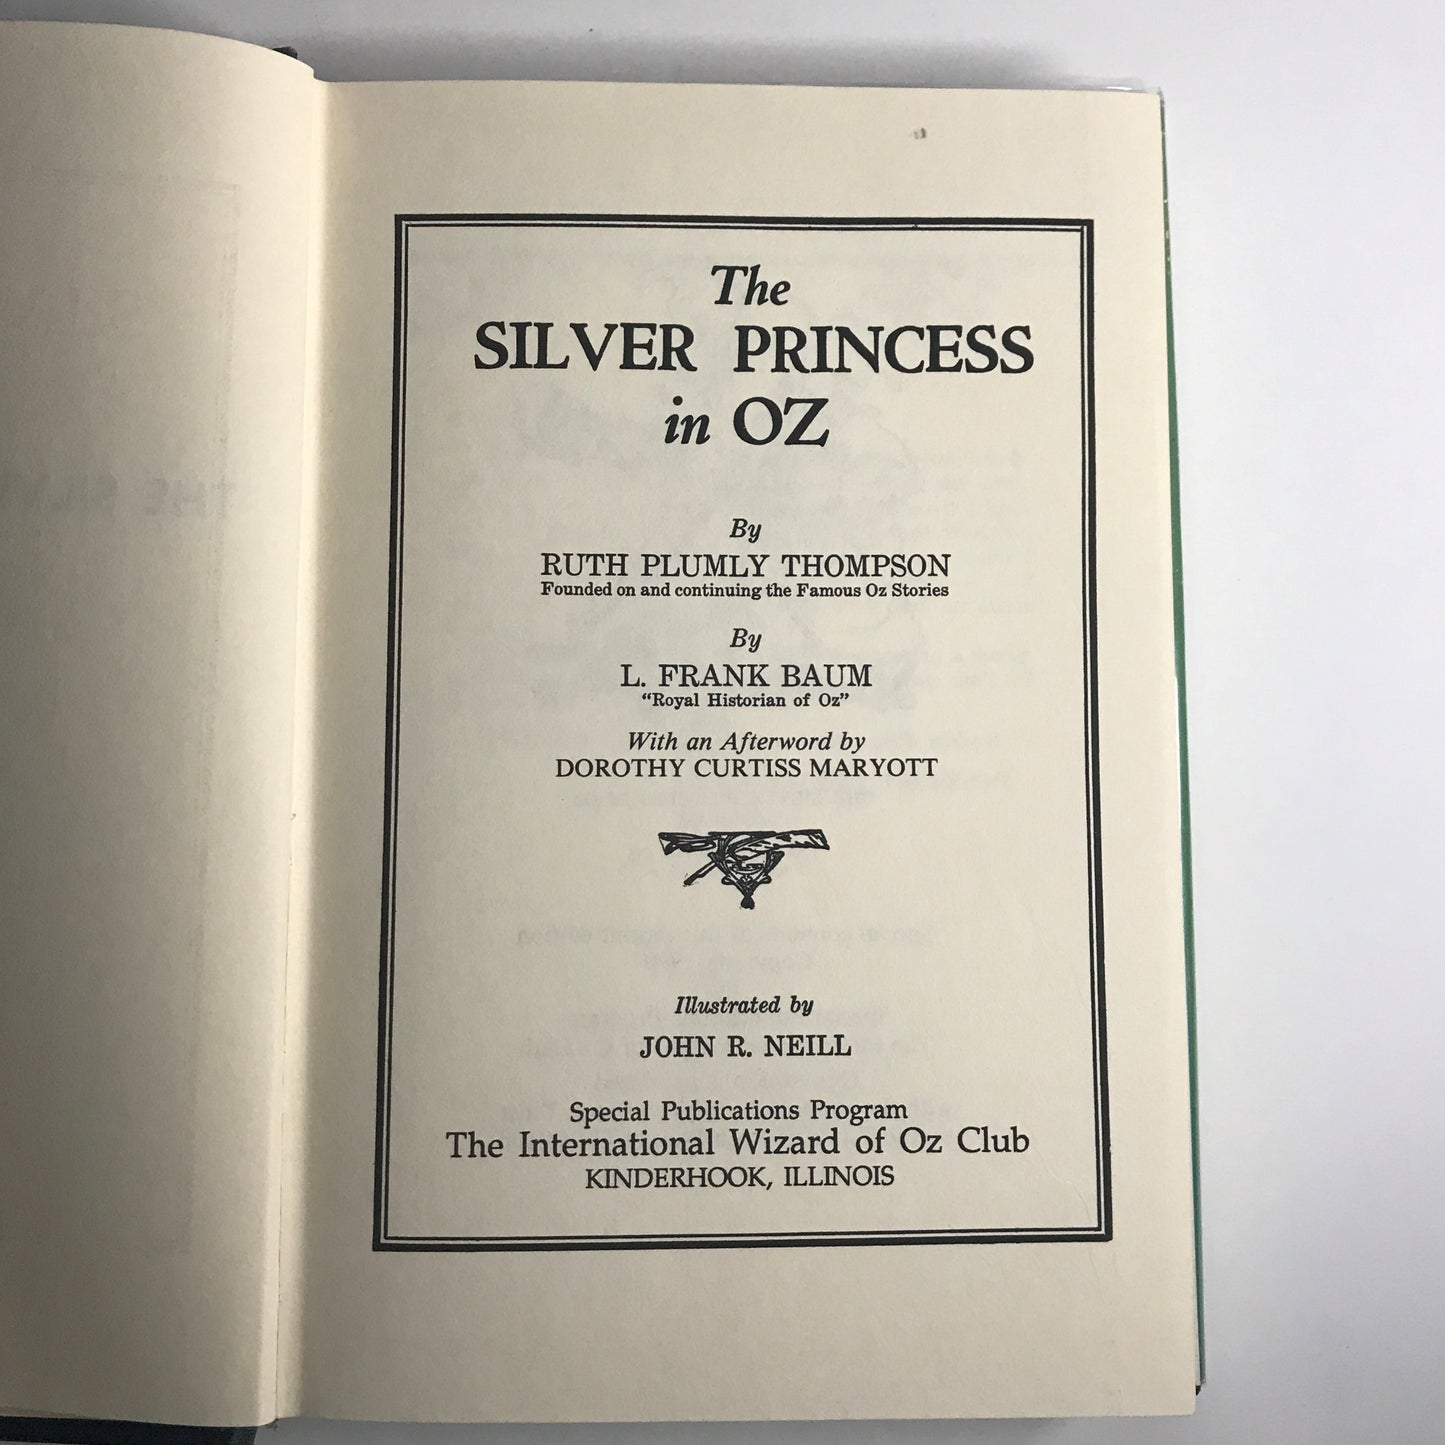 The
SILVER PRINCESS
in OZ
By
RUTH PLUMLY THOMPSON
Founded on and continuing the Famous Oz Stories
By
L. FRANK BAUM
“Royal Historian of Oz”
With an Afterword by
DOROTHY CURTISS MARYOTT
Illustrated by
JOHN R. NEILL
Special Publications Program
The International Wizard of Oz Club
KINDERHOOK, ILLINOIS